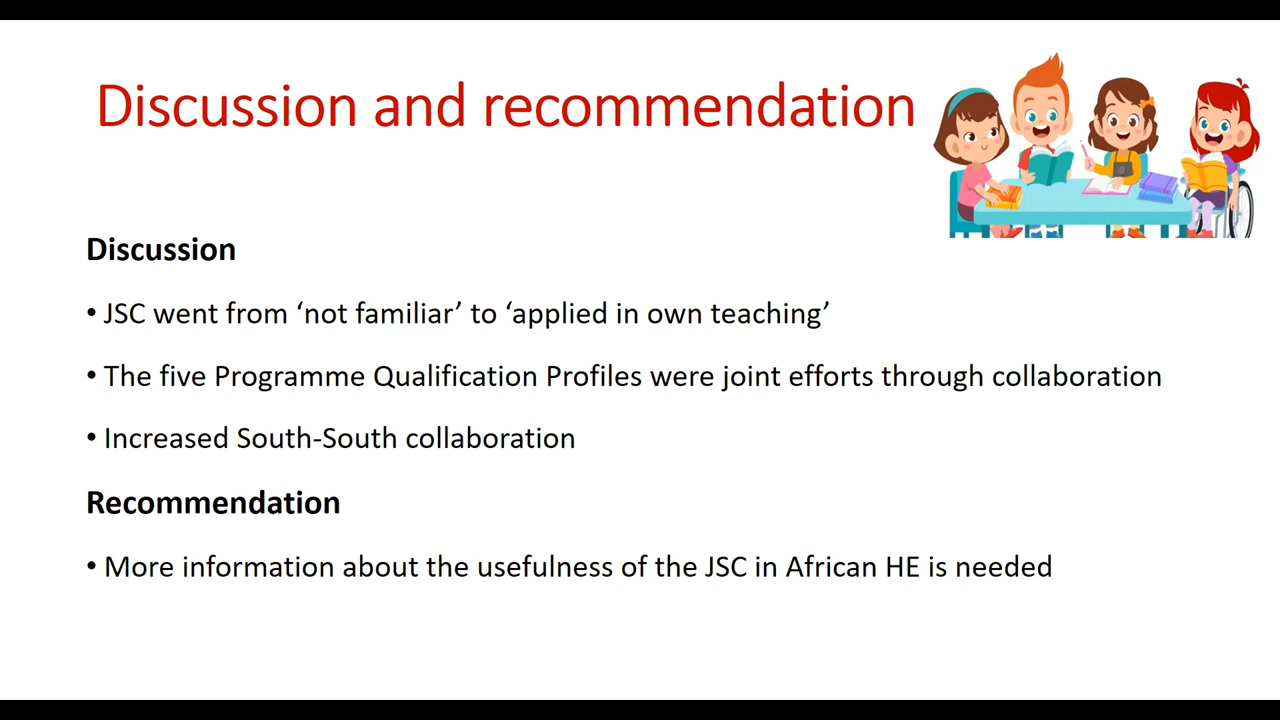 Discussion and recommendation
Discussion
• JSC went from ‘not familiar’ to ‘applied in own teaching’
• The five Programme Qualification Profiles were joint efforts through collaboration
• Increased South-South collaboration
Recommendation
• More information about the usefulness of the JSC in African HE is needed